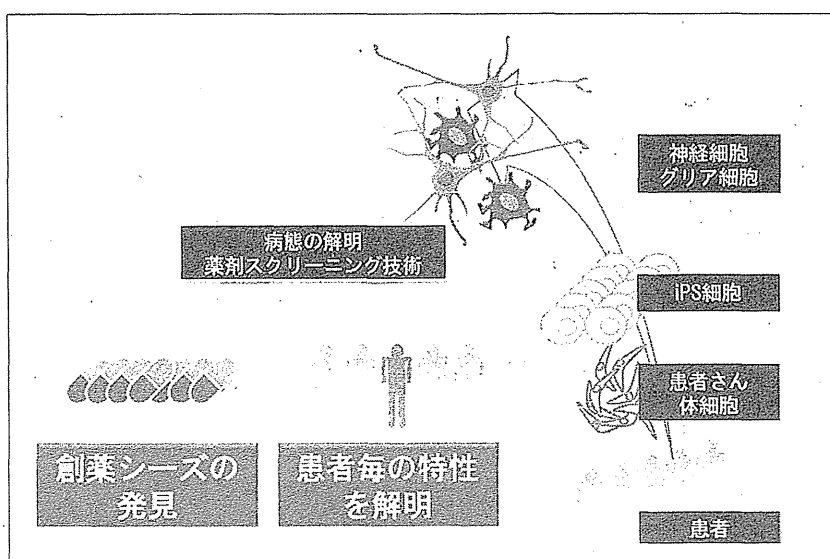 神経細胞
グリア細胞
病態の解明
薬剤スクリーニング技術
iPS細胞
患者さん
体細胞
創薬シーズの
発見
患者毎の特性
を解明
患者